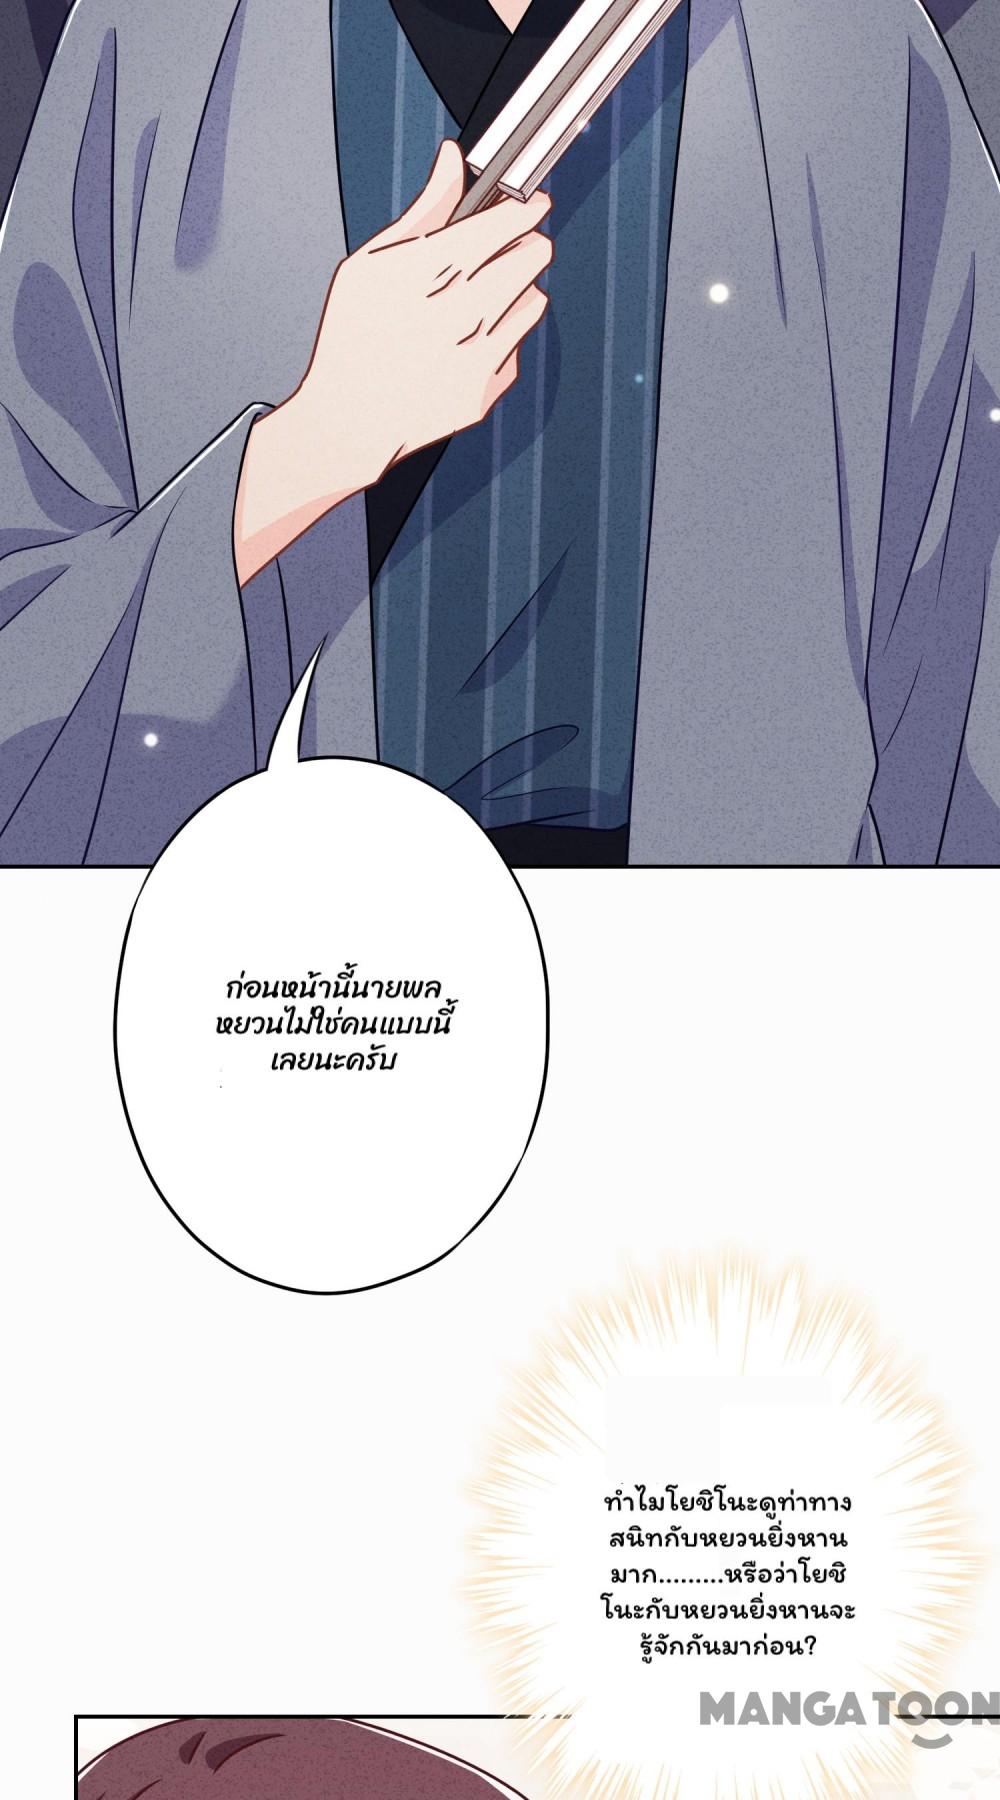 ก่อนหน้านี้นายพล
หยวนไม่ใช่คนแบบนี้
เลยนะครับ
ทำไมโยชิโนะดูท่าทาง
สนิทกับหยวนยิ่งหาน
มาก.........หรือว่าโยชิ
โนะกับหยวนยิ่งหานจะ
รู้จักกันมาก่อน?
MANGATOON